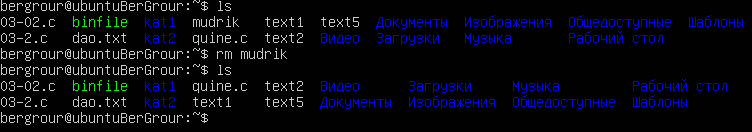 bergrour@ubuntuBerGrour:~$ ls
03-02.c binfile kat1 mudrik text1 text5 Документы Изображения Общедоступные Шаблоны
03-2.c dao.txt kat2 quine.c text2 Видео Загрузки Музыка Рабочий стол
bergrour@ubuntuBerGrour:~$ rm mudrik
bergrour@ubuntuBerGrour:~$ ls
03-02.c binfile kat1 quine.c text2 Видео Загрузки Музыка Рабочий стол
03-2.c dao.txt kat2 text1 text5 Документы Изображения Общедоступные Шаблоны
bergrour@ubuntuBerGrour:~$